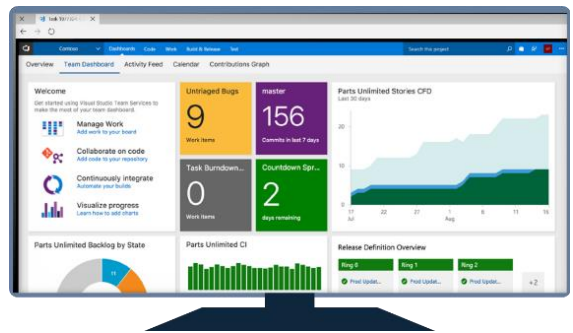 Contoso
Dashboards Code Work Build & Release Test
Search this project
Overview Team Dashboard Activity Feed Calendar Contributions Graph
Welcome
Get started using Visual Studio Team Services to
make the most of your team dashboard.
Manage Work
Add work to your board
Collaborate on code
Add code to your repository
Continuously integrate
Automate your builds
Visualize progress
Learn how to add charts
Untriaged Bugs
9
Work items
master
156
Commits in last 7 days
Task Burndown...
0
Work items
Countdown Spr...
2
days remaining
Parts Unlimited Stories CFD
Last 30 days
20
10
0
17 22 27 1 6 11 16
Jul Aug
Parts Unlimited Backlog by State
11
Parts Unlimited CI
Release Definition Overview
Ring 0 Ring 1 Ring 2
Prod Updat... Prod Updat... Prod Updat...
+2